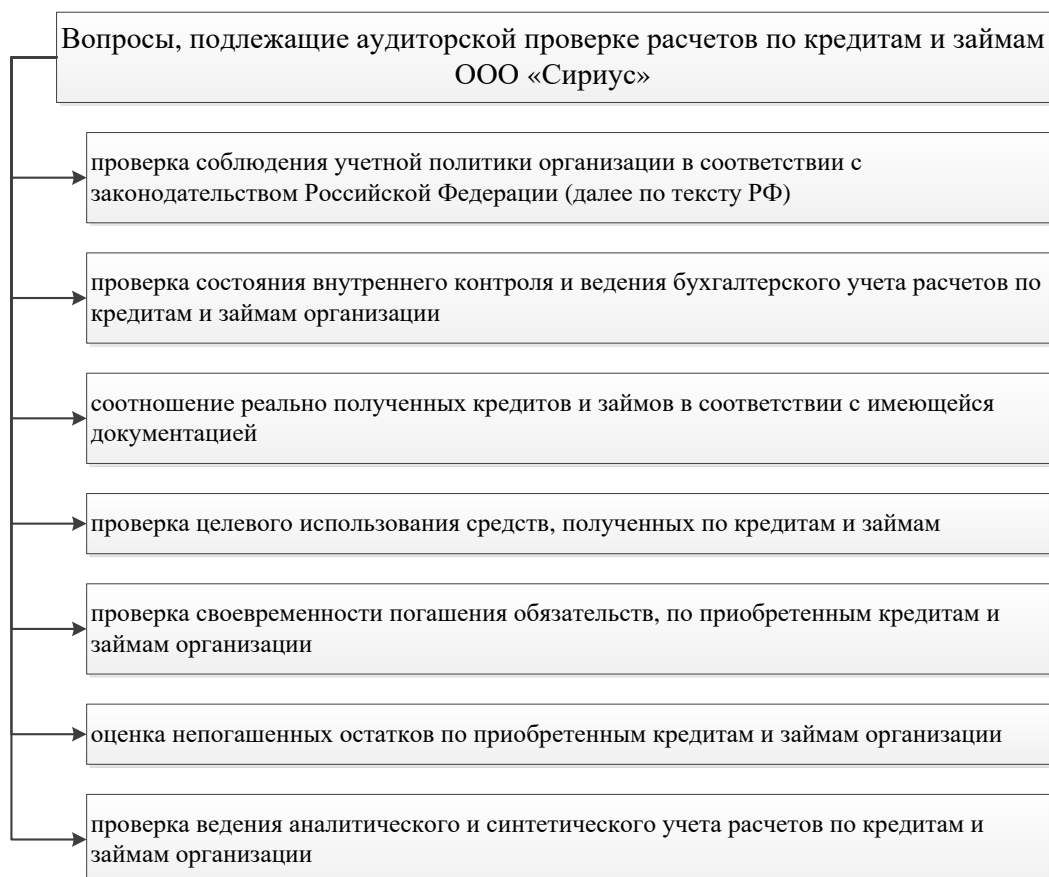 Вопросы, подлежащие аудиторской проверке расчетов по кредитам и займам
ООО «Сириус»
проверка соблюдения учетной политики организации в соответствии с
законодательством Российской Федерации (далее по тексту РФ)
проверка состояния внутреннего контроля и ведения бухгалтерского учета расчетов по
кредитам и займам организации
соотношение реально полученных кредитов и займов в соответствии с имеющейся
документацией
проверка целевого использования средств, полученных по кредитам и займам
проверка своевременности погашения обязательств, по приобретенным кредитам и
займам организации
оценка непогашенных остатков по приобретенным кредитам и займам организации
проверка ведения аналитического и синтетического учета расчетов по кредитам и
займам организации